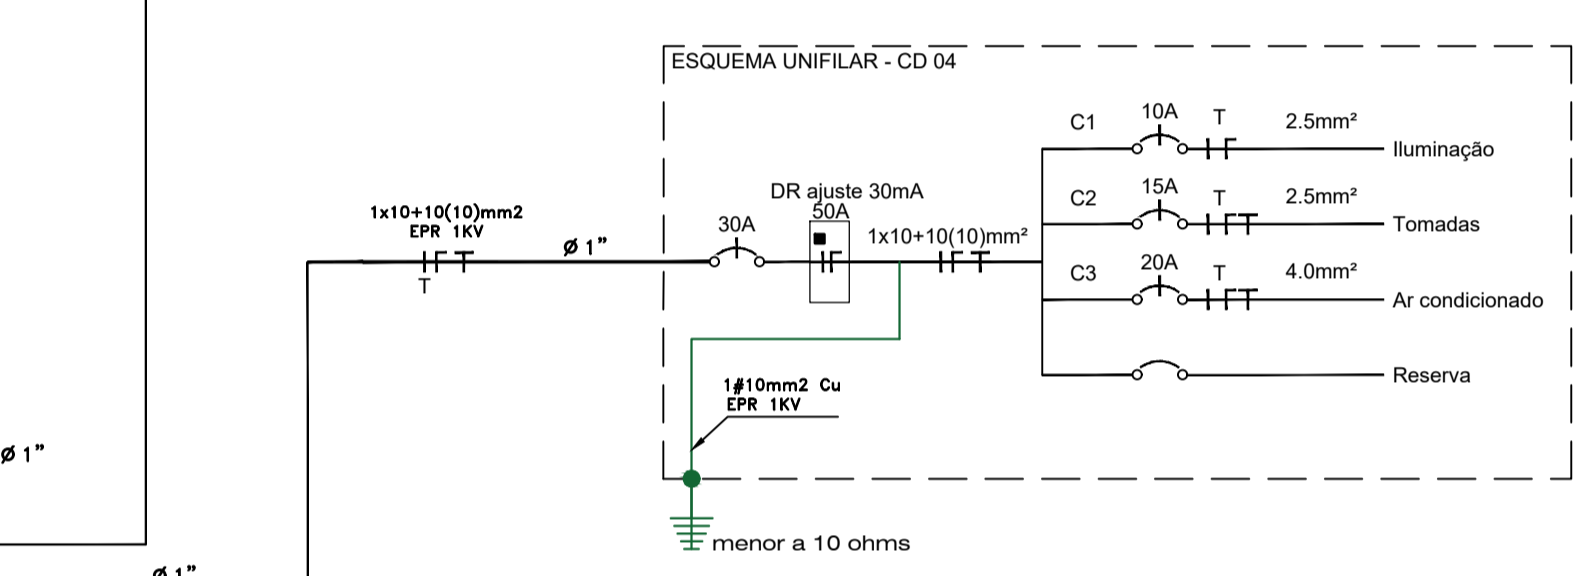 ESQUEMA UNIFILAR - CD 04
C1
10A
T
2.5mm²
Iluminação
C2
15A
T
2.5mm²
Tomadas
C3
20A
T
4.0mm²
Ar condicionado
Reserva
DR ajuste 30mA
50A
30A
1x10+10(10)mm²
1x10+10(10)mm2
EPR 1KV
T
Ø 1”
1#10mm2 Cu
EPR 1KV
menor a 10 ohms
Ø 1”
Ø 1”